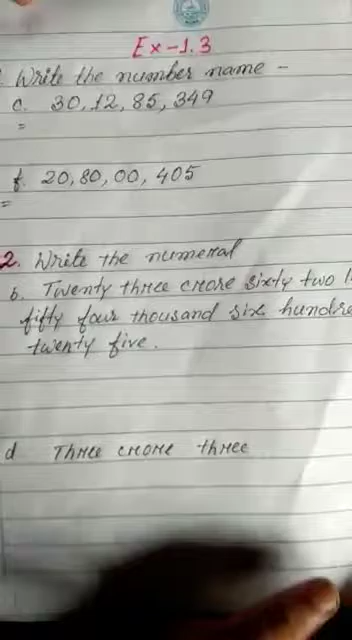 Ex-1.3
Write the number name -
c. 30,12,85,349
=
f. 20,80,00,405
=
2. Write the numeral
b. Twenty three crore sixty two
fifty four thousand six hundre
twenty five.
d Three crore three